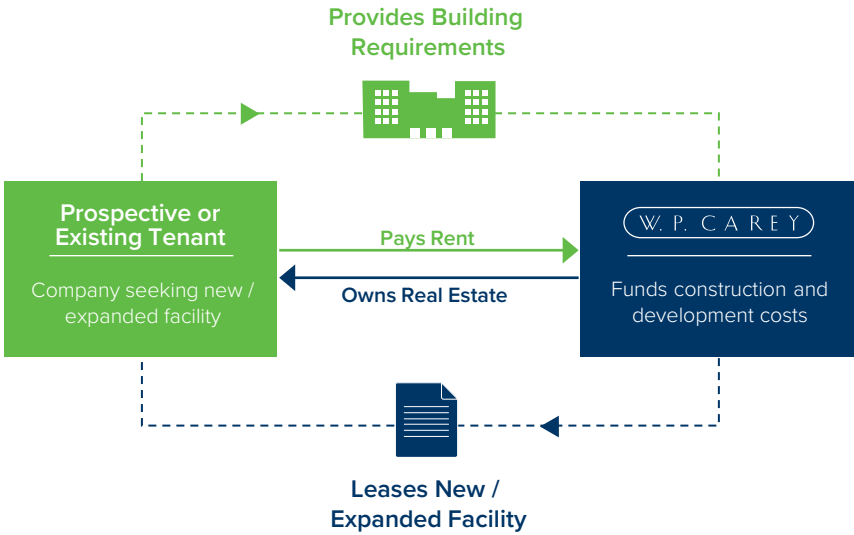 Provides Building
Requirements
Prospective or
Existing Tenant
Company seeking new /
expanded facility
Pays Rent
Owns Real Estate
W. P. CAREY
Funds construction and
development costs
Leases New /
Expanded Facility